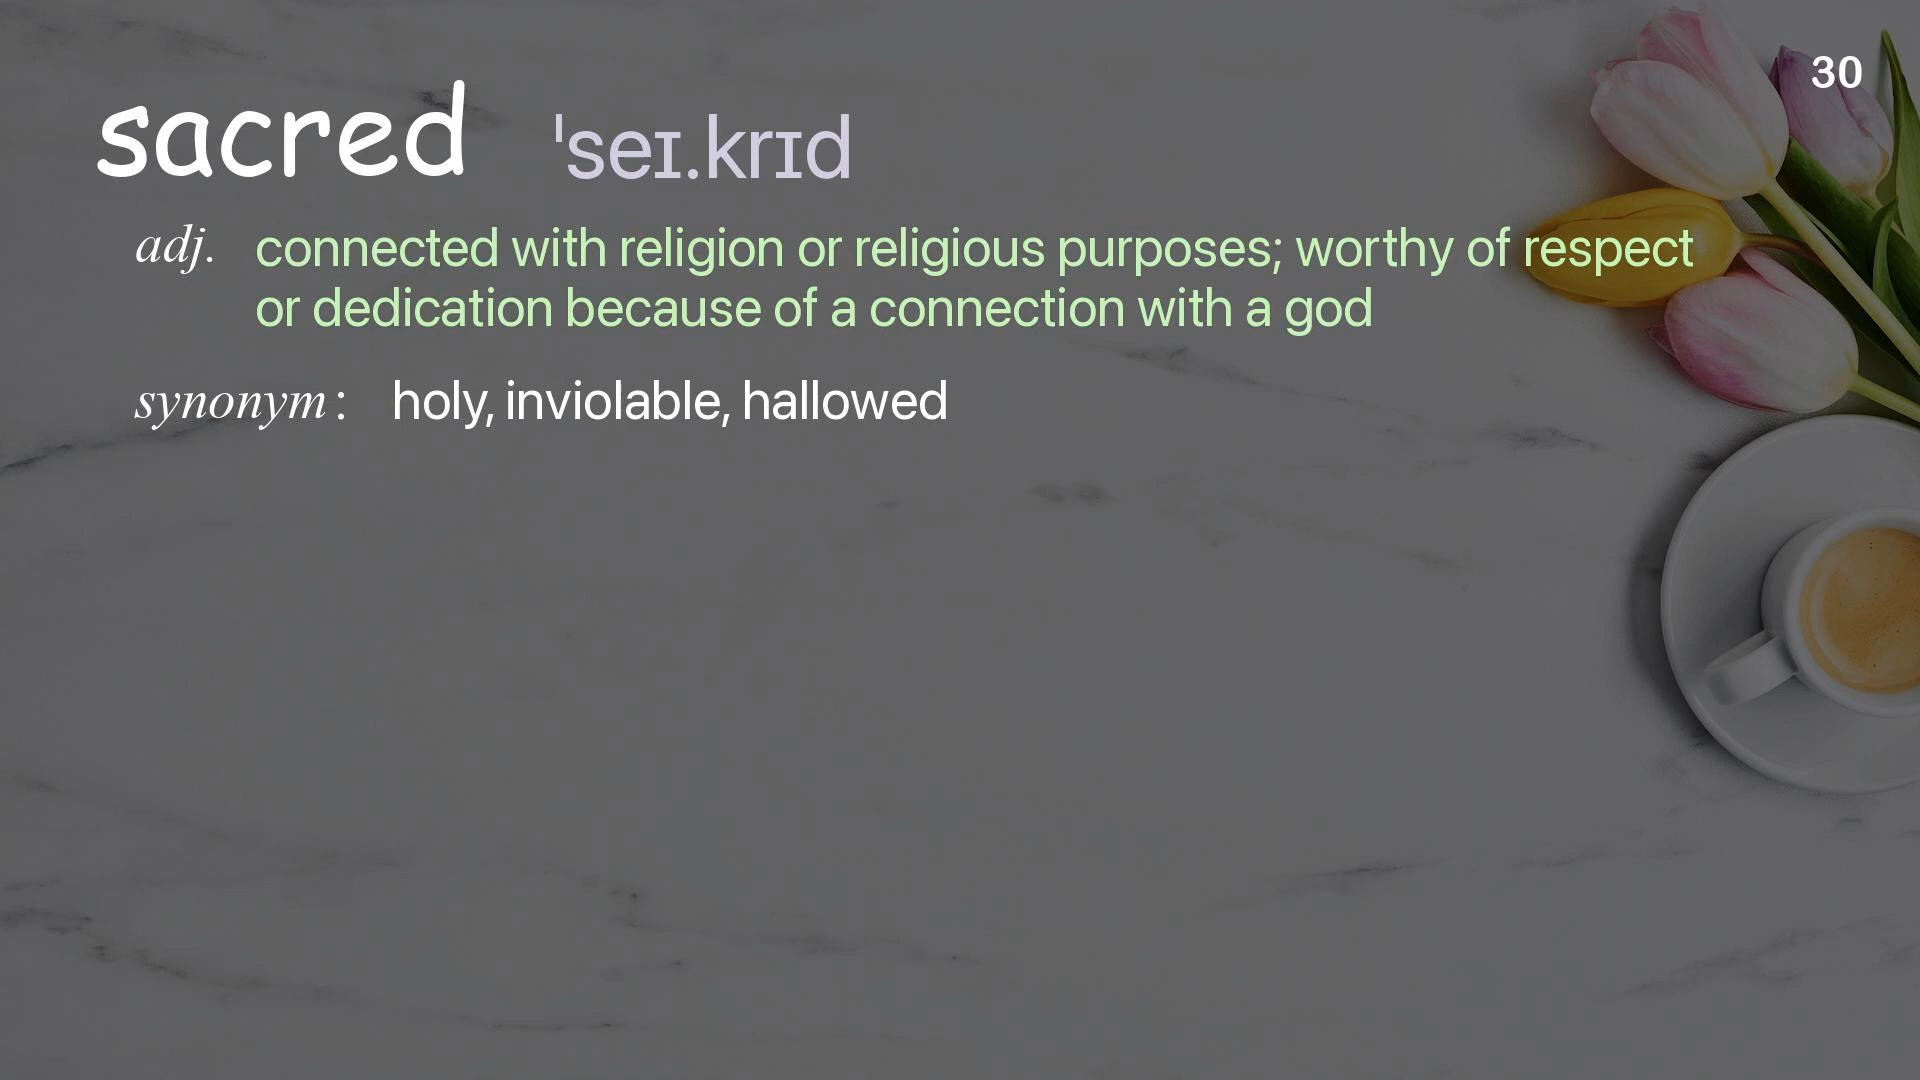 30
sacred ˈseɪ.krɪd
adj. connected with religion or religious purposes; worthy of respect
or dedication because of a connection with a god
synonym : holy, inviolable, hallowed